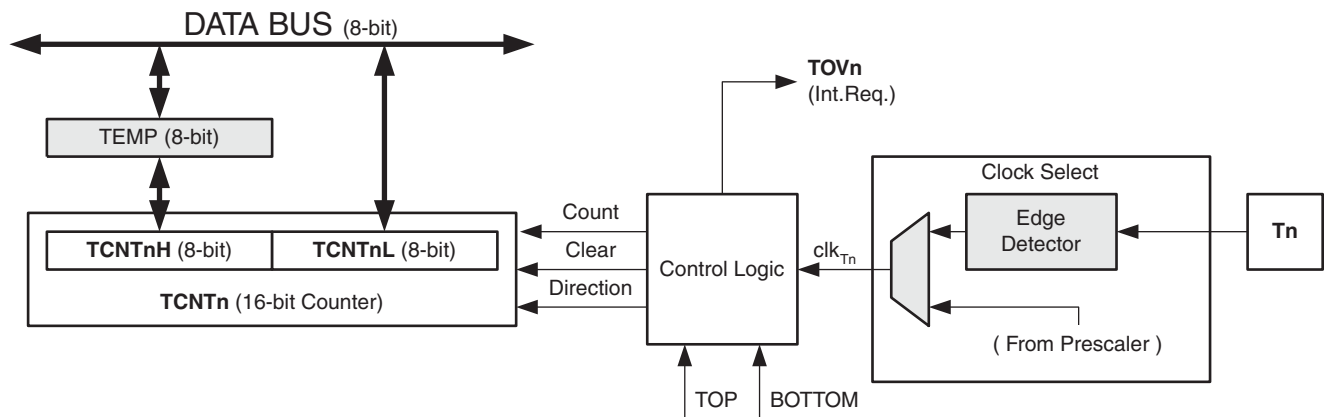 DATA BUS (8-bit)
TOVn
(Int.Req.)
TEMP (8-bit)
Clock Select
Count
Edge
Detector
Tn
TCNTnH (8-bit)
TCNTnL (8-bit)
Clear
Control Logic
clkTn
TCNTn (16-bit Counter)
Direction
( From Prescaler )
TOP
BOTTOM